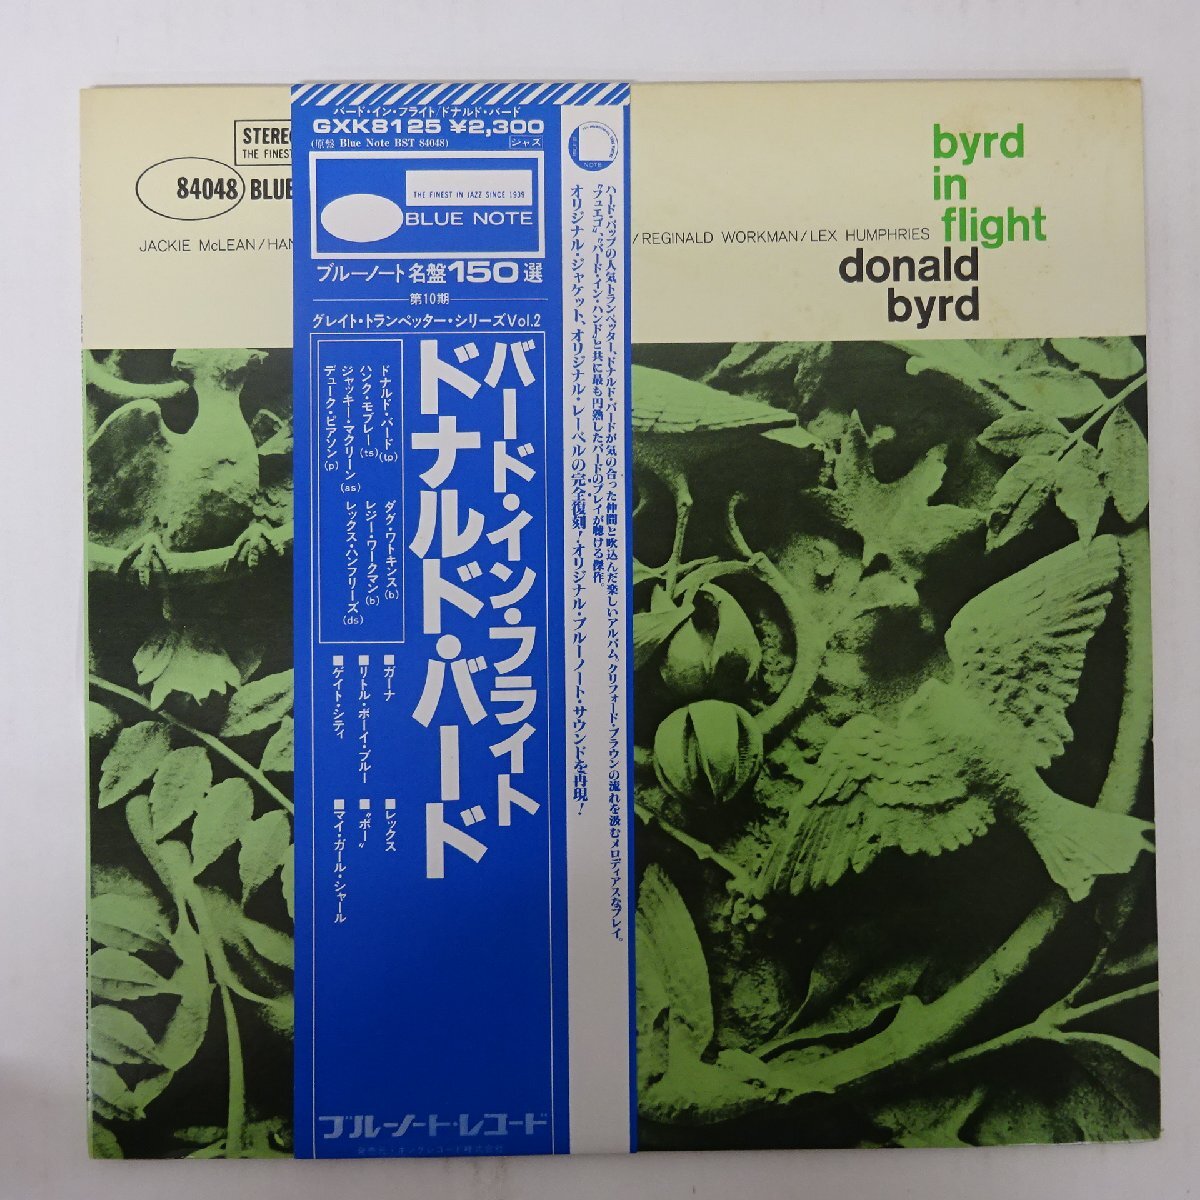 STEREO
THE FINEST
84048 BLUE
JACKIE McLEAN/HAN
/REGINALD WORKMAN/LEX HUMPHRIES
byrd
in
flight
donald
byrd
バード・イン・フライト/ドナルド・バード
GXK8125 ¥2,300
(原盤 Blue Note BST 84048)
ジャズ
THE FINEST IN JAZZ SINCE 1939
BLUE NOTE
ブルーノート名盤150選
第10期
グレイト・トランペッター・シリーズVol.2
バード・イン・フライト
ドナルド・バード
ドナルド・バード(tp)
ハンク・モブレー(ts)
ジャッキー・マクリーン(as)
デューク・ピアソン(p)
ダグ・ワトキンス(b)
レジー・ワークマン(b)
レックス・ハンフリーズ(ds)
■ガーナ
■リトル・ボーイ・ブルー
■ゲイト・シティ
■レックス
■"ボー"
■マイ・ガール・シャール
ブルーノート・レコード
発売元・キングレコード株式会社
NOTE
ハード・バップの人気トランペッター、ドナルド・バードが気の合った仲間と吹込んだ楽しいアルバム。クリフォード・ブラウンの流れを汲むメロディアスなプレイ。
"フュエゴ"、"バード・イン・ハンド"と共に最も円熟したバードのプレイが聴ける傑作。
オリジナル・ジャケット、オリジナル・レーベルの完全復刻!オリジナル・ブルーノート・サウンドを再現!